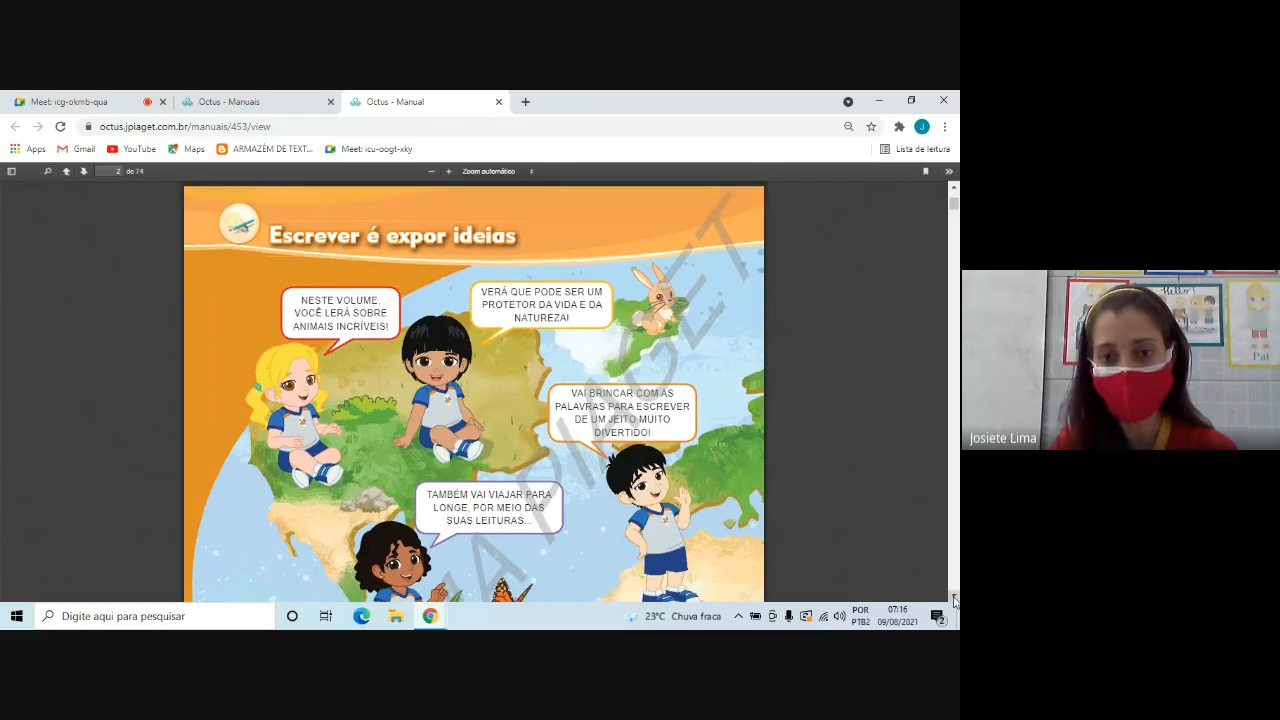 Meet: icg-okmb-qua
Octus - Manuais
Octus - Manual
octus.jpiaget.com.br/manuais/453/view
J
Apps
Gmail
YouTube
Maps
ARMAZÉM DE TEXT...
Meet: icu-oogt-xky
Lista de leitura
2 de 74
Zoom automático
Escrever é expor ideias
NESTE VOLUME,
VOCÊ LERÁ SOBRE
ANIMAIS INCRÍVEIS!
VERÁ QUE PODE SER UM
PROTETOR DA VIDA E DA
NATUREZA!
VAI BRINCAR COM AS
PALAVRAS PARA ESCREVER
DE UM JEITO MUITO
DIVERTIDO!
TAMBÉM VAI VIAJAR PARA
LONGE, POR MEIO DAS
SUAS LEITURAS...
A PIAGET
Hello!
Josiete Lima
Digite aqui para pesquisar
23°C Chuva fraca
POR
PTB2
07:16
09/08/2021
2